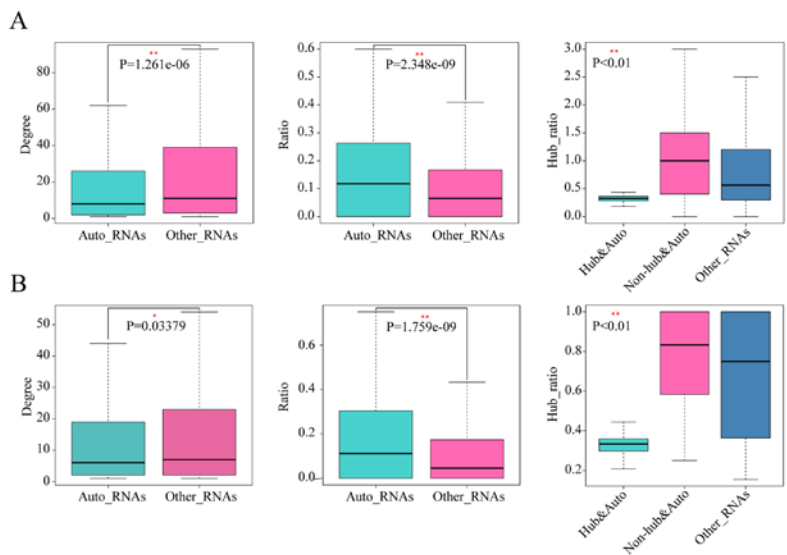 A
Degree
80
60
40
20
0
**
P=1.261e-06
Auto_RNAs
Other_RNAs
Ratio
0.6
0.5
0.4
0.3
0.2
0.1
0.0
**
P=2.348e-09
Auto_RNAs
Other_RNAs
Hub_ratio
3.0
2.5
2.0
1.5
1.0
0.5
0.0
**
P<0.01
Hub&Auto
Non-hub&Auto
Other_RNAs
B
Degree
50
40
30
20
10
0
*
P=0.03379
Auto_RNAs
Other_RNAs
Ratio
0.6
0.4
0.2
0.0
**
P=1.759e-09
Auto_RNAs
Other_RNAs
Hub_ratio
1.0
0.8
0.6
0.4
0.2
**
P<0.01
Hub&Auto
Non-hub&Auto
Other_RNAs